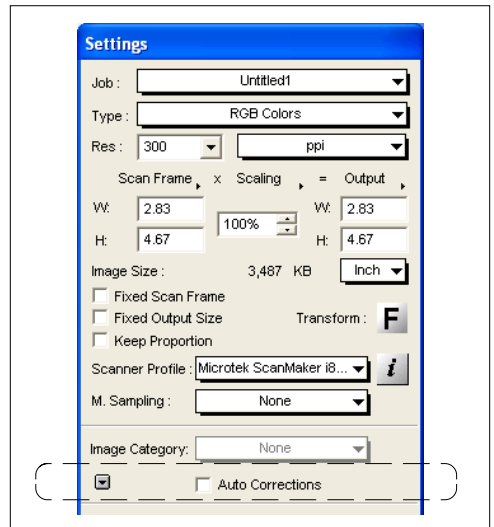 Settings
Job : Untitled1
Type : RGB Colors
Res : 300 ppi
Scan Frame x Scaling = Output
W: 2.83 100% W: 2.83
H: 4.67 H: 4.67
Image Size : 3,487 KB Inch
Fixed Scan Frame
Fixed Output Size Transform : F
Keep Proportion
Scanner Profile : Microtek ScanMaker i8... i
M. Sampling : None
Image Category: None
Auto Corrections